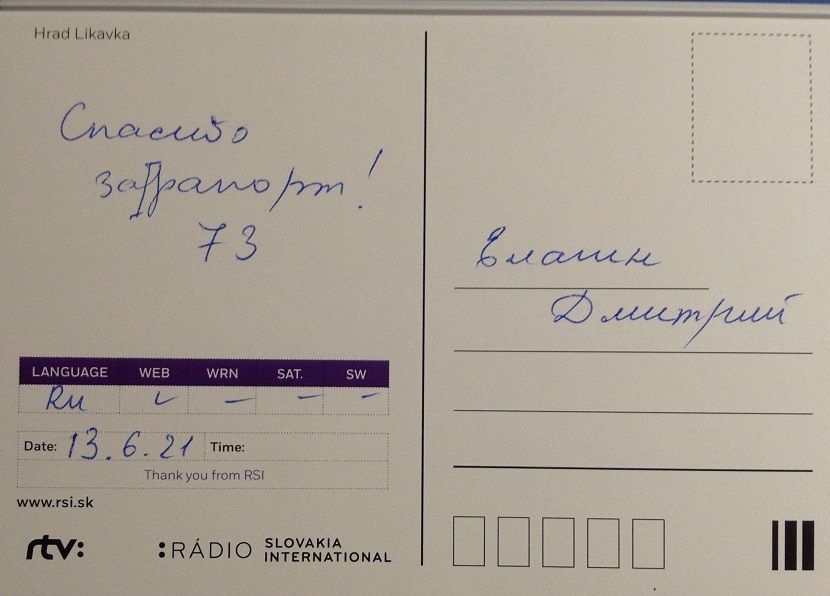 Hrad Likavka
Спасибо
за рапорт!
73
Елагин
Дмитрий
LANGUAGE WEB WRN SAT. SW
Ru ✓ – – –
Date: 13.6.21 Time:
Thank you from RSI
www.rsi.sk
rtv: :RÁDIO SLOVAKIA
INTERNATIONAL